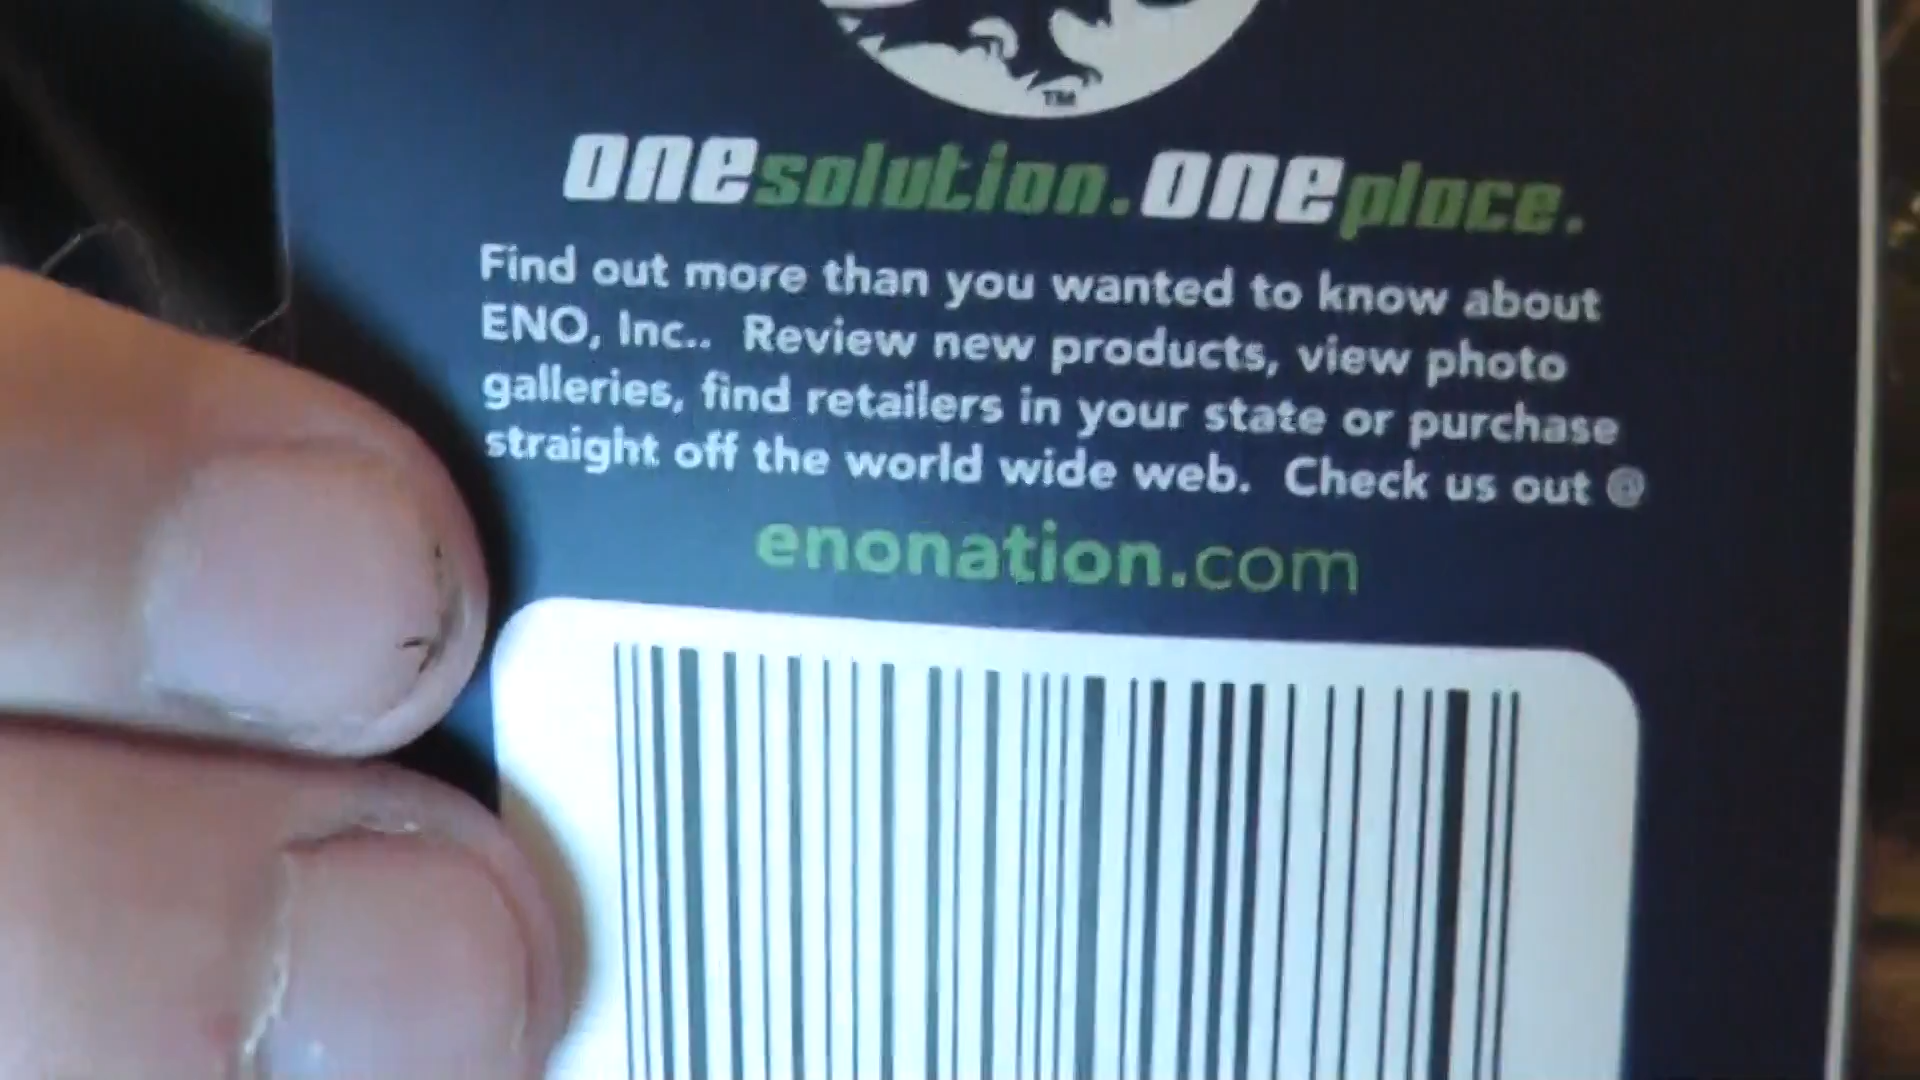 TM
onesolution.oneplace.
Find out more than you wanted to know about
ENO, Inc.. Review new products, view photo
galleries, find retailers in your state or purchase
straight off the world wide web. Check us out @
enonation.com